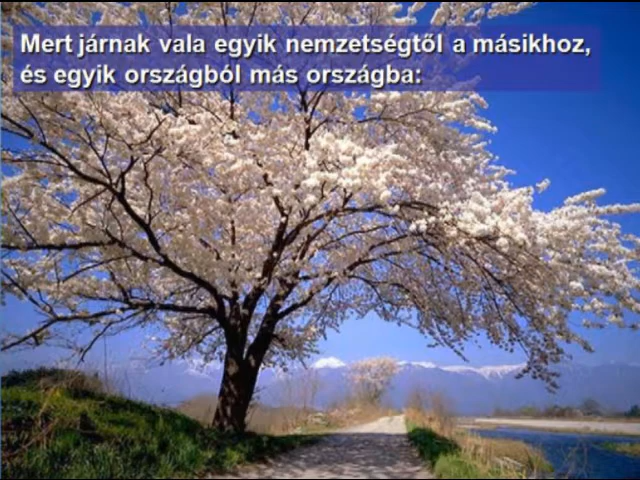 Mert járnak vala egyik nemzetségtől a másikhoz,
és egyik országból más országba: